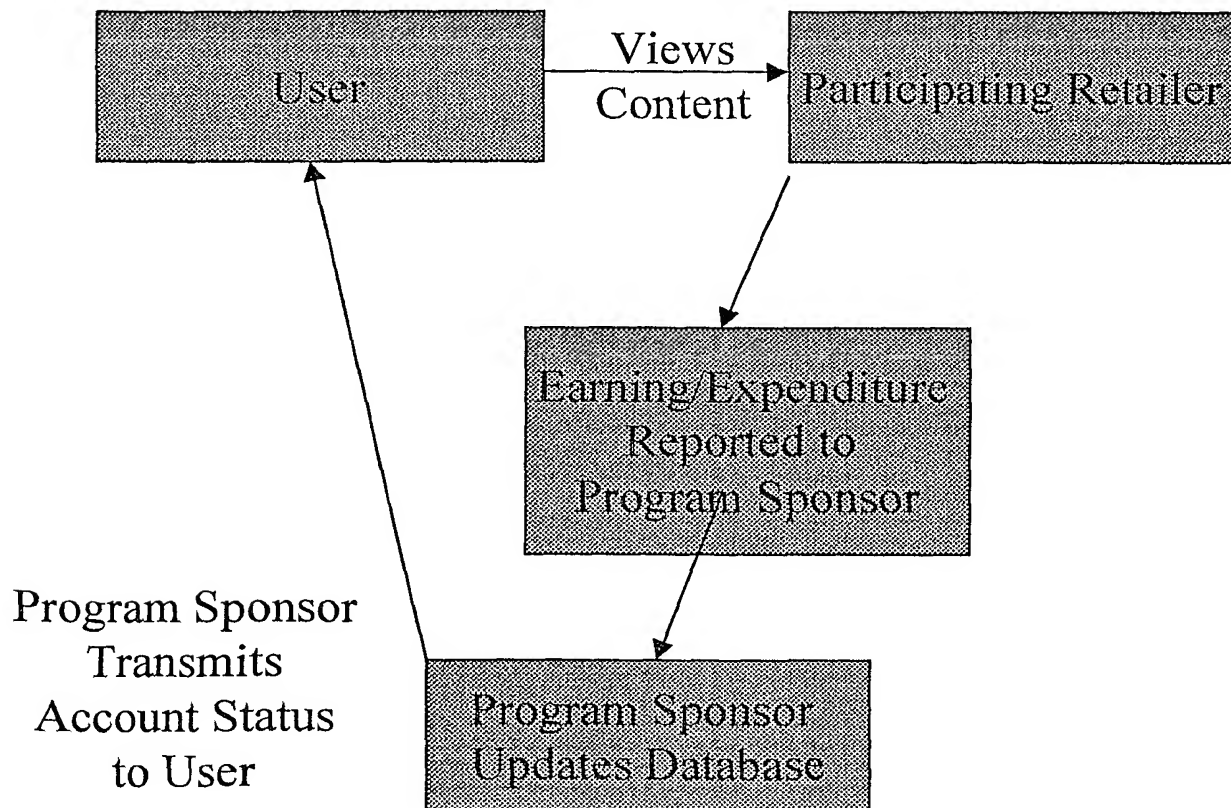 User
Views
Content
Participating Retailer
Earning/Expenditure
Reported to
Program Sponsor
Program Sponsor
Transmits
Account Status
to User
Program Sponsor
Updates Database